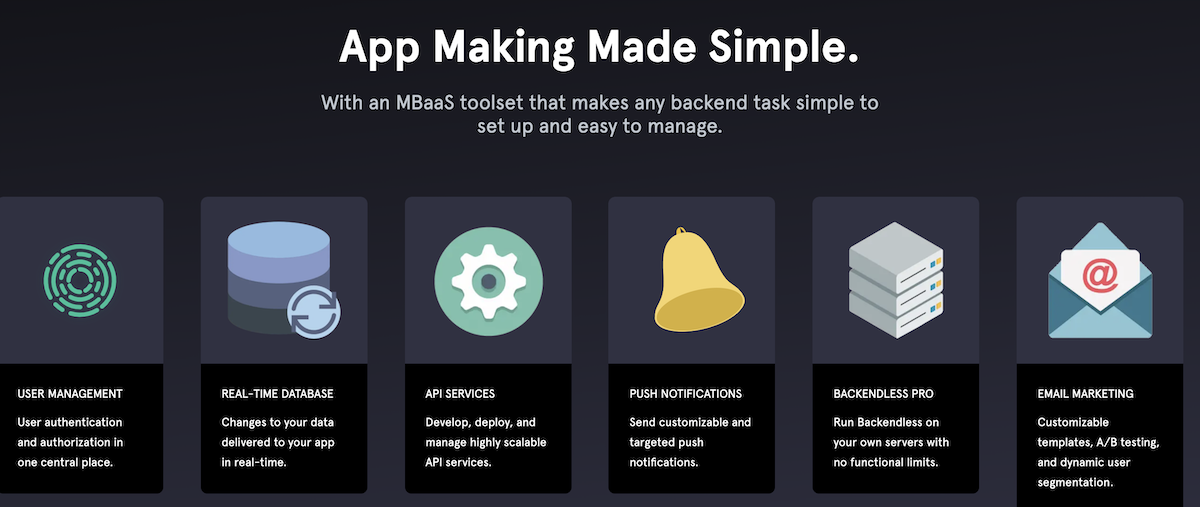 App Making Made Simple.
With an MBaaS toolset that makes any backend task simple to
set up and easy to manage.
USER MANAGEMENT
User authentication
and authorization in
one central place.
REAL-TIME DATABASE
Changes to your data
delivered to your app
in real-time.
API SERVICES
Develop, deploy, and
manage highly scalable
API services.
PUSH NOTIFICATIONS
Send customizable and
targeted push
notifications.
BACKENDLESS PRO
Run Backendless on
your own servers with
no functional limits.
@
EMAIL MARKETING
Customizable
templates, A/B testing,
and dynamic user
segmentation.